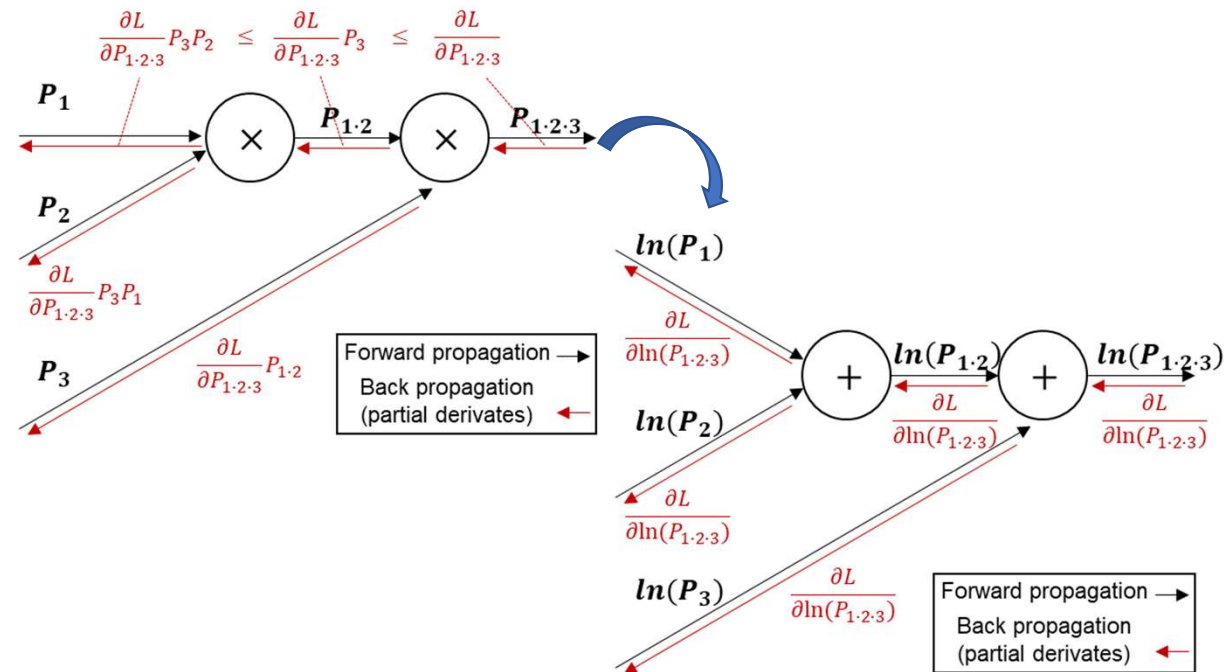 ∂L/∂P₁.₂.₃ P₃P₂ ≤ ∂L/∂P₁.₂.₃ P₃ ≤ ∂L/∂P₁.₂.₃
P₁
×
P₁.₂
×
P₁.₂.₃
P₂
∂L/∂P₁.₂.₃ P₃P₁
P₃
∂L/∂P₁.₂.₃ P₁.₂
Forward propagation
Back propagation
(partial derivates)
ln(P₁)
∂L/∂ln(P₁.₂.₃)
+
ln(P₁.₂)
∂L/∂ln(P₁.₂.₃)
+
ln(P₁.₂.₃)
∂L/∂ln(P₁.₂.₃)
ln(P₂)
∂L/∂ln(P₁.₂.₃)
ln(P₃)
∂L/∂ln(P₁.₂.₃)
Forward propagation
Back propagation
(partial derivates)